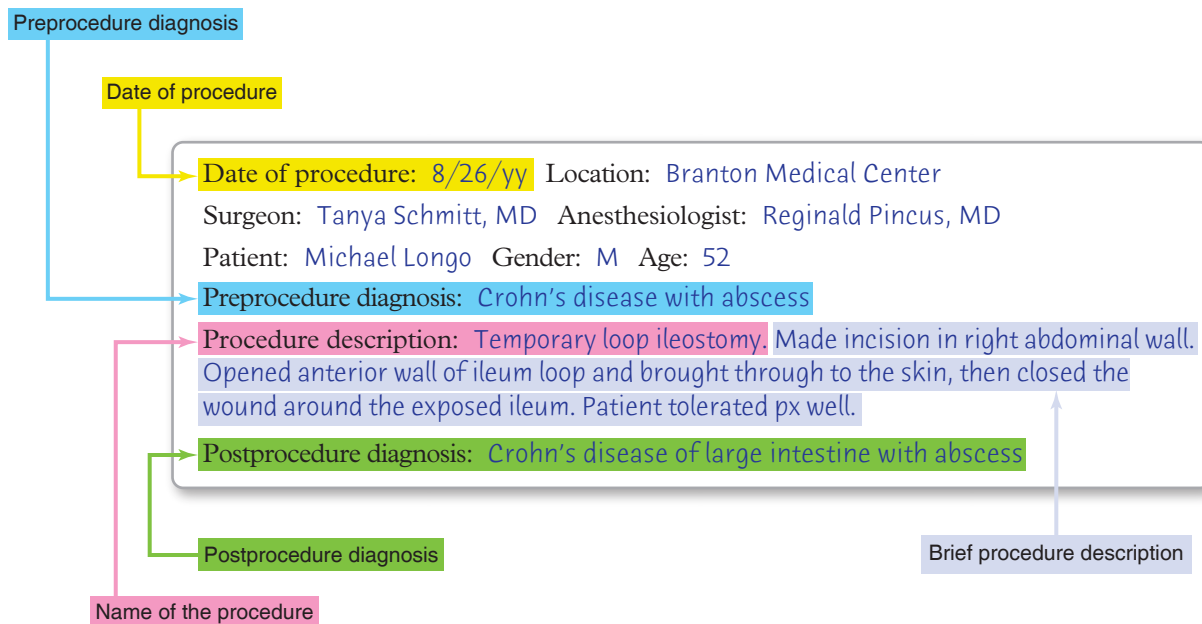 Preprocedure diagnosis
Date of procedure
Date of procedure: 8/26/yy Location: Branton Medical Center
Surgeon: Tanya Schmitt, MD Anesthesiologist: Reginald Pincus, MD
Patient: Michael Longo Gender: M Age: 52
Preprocedure diagnosis: Crohn's disease with abscess
Procedure description: Temporary loop ileostomy. Made incision in right abdominal wall.
Opened anterior wall of ileum loop and brought through to the skin, then closed the
wound around the exposed ileum. Patient tolerated px well.
Postprocedure diagnosis: Crohn's disease of large intestine with abscess
Postprocedure diagnosis
Brief procedure description
Name of the procedure